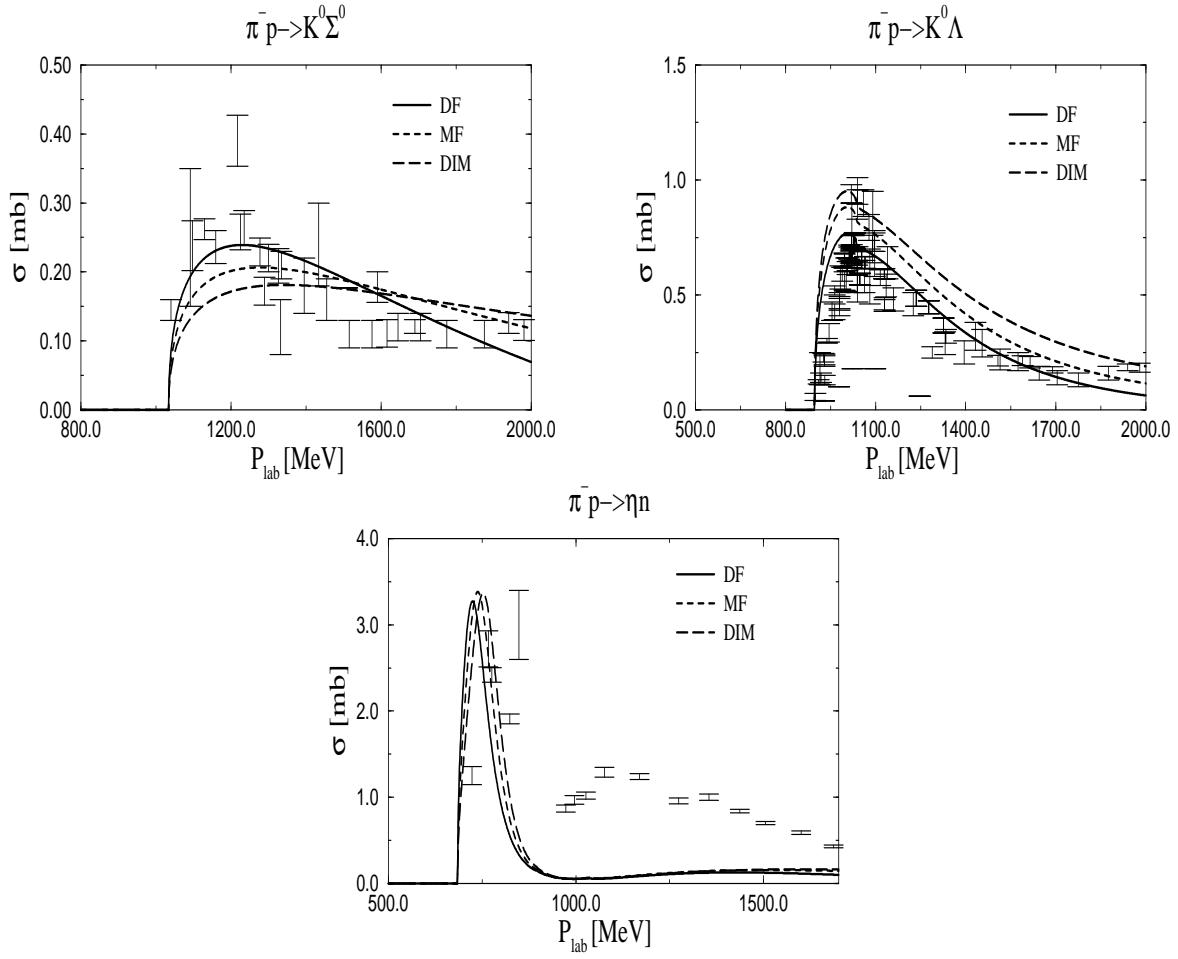 π⁻p->K⁰Σ⁰
0.50
0.40
0.30
0.20
0.10
0.00
σ [mb]
DF
MF
DIM
800.0 1200.0 1600.0 2000.0
P_lab [MeV]
π⁻p->K⁰Λ
1.5
1.0
0.5
0.0
σ [mb]
DF
MF
DIM
500.0 800.0 1100.0 1400.0 1700.0 2000.0
P_lab [MeV]
π⁻p->ηn
4.0
3.0
2.0
1.0
0.0
σ [mb]
DF
MF
DIM
500.0 1000.0 1500.0
P_lab [MeV]